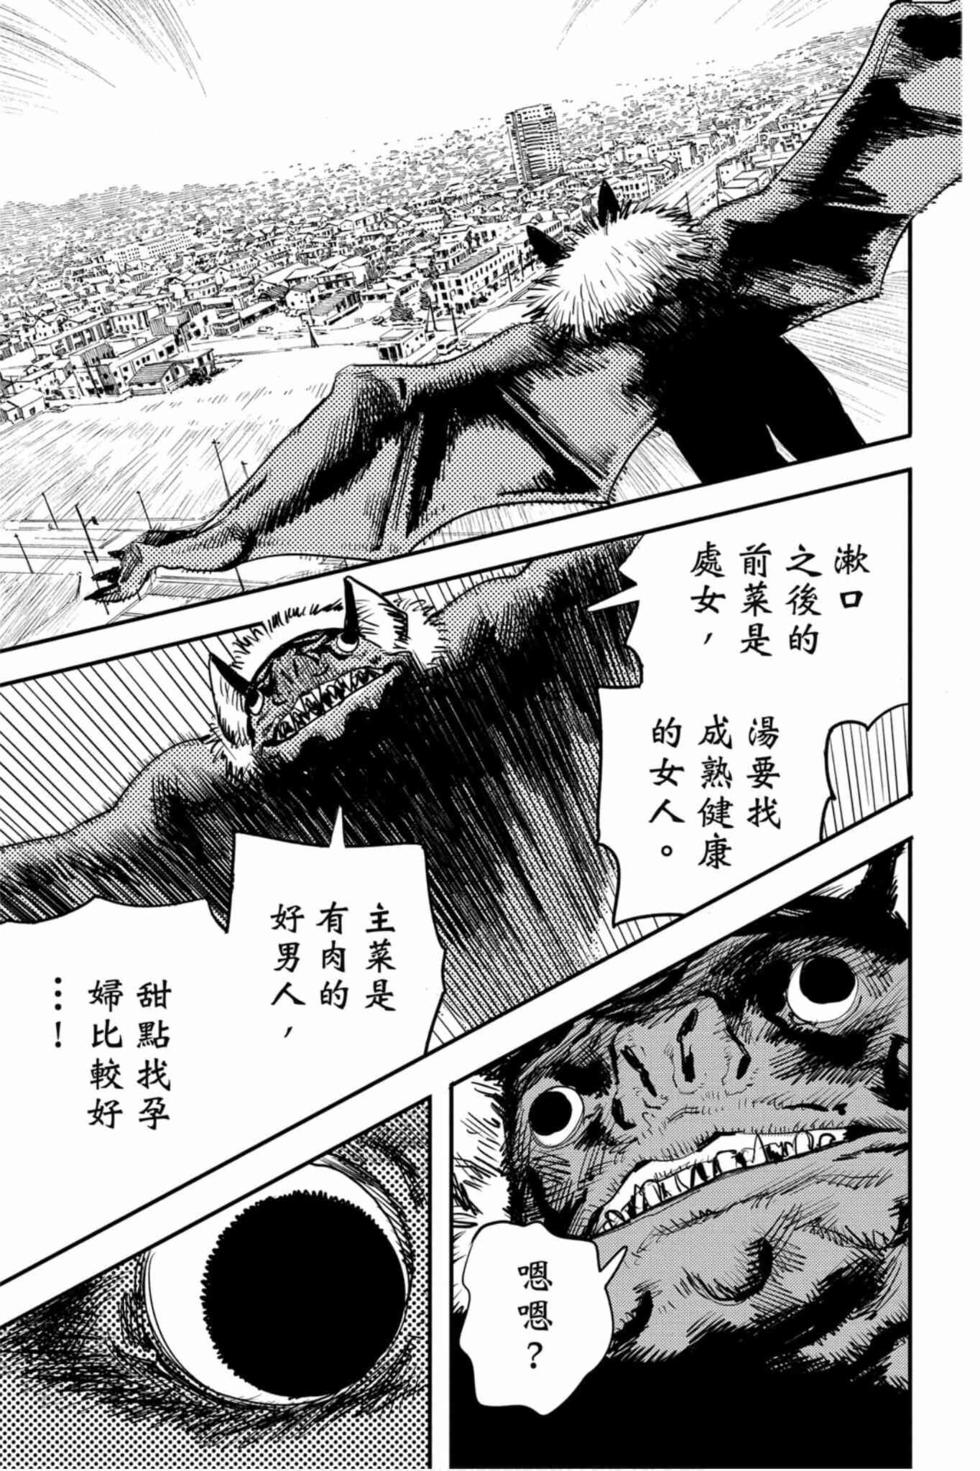 漱口
之後的
前菜是
處女，
湯要找
成熟健康
的女人。
主菜是
有肉的
好男人，
甜點找孕
婦比較好
…！
嗯嗯？